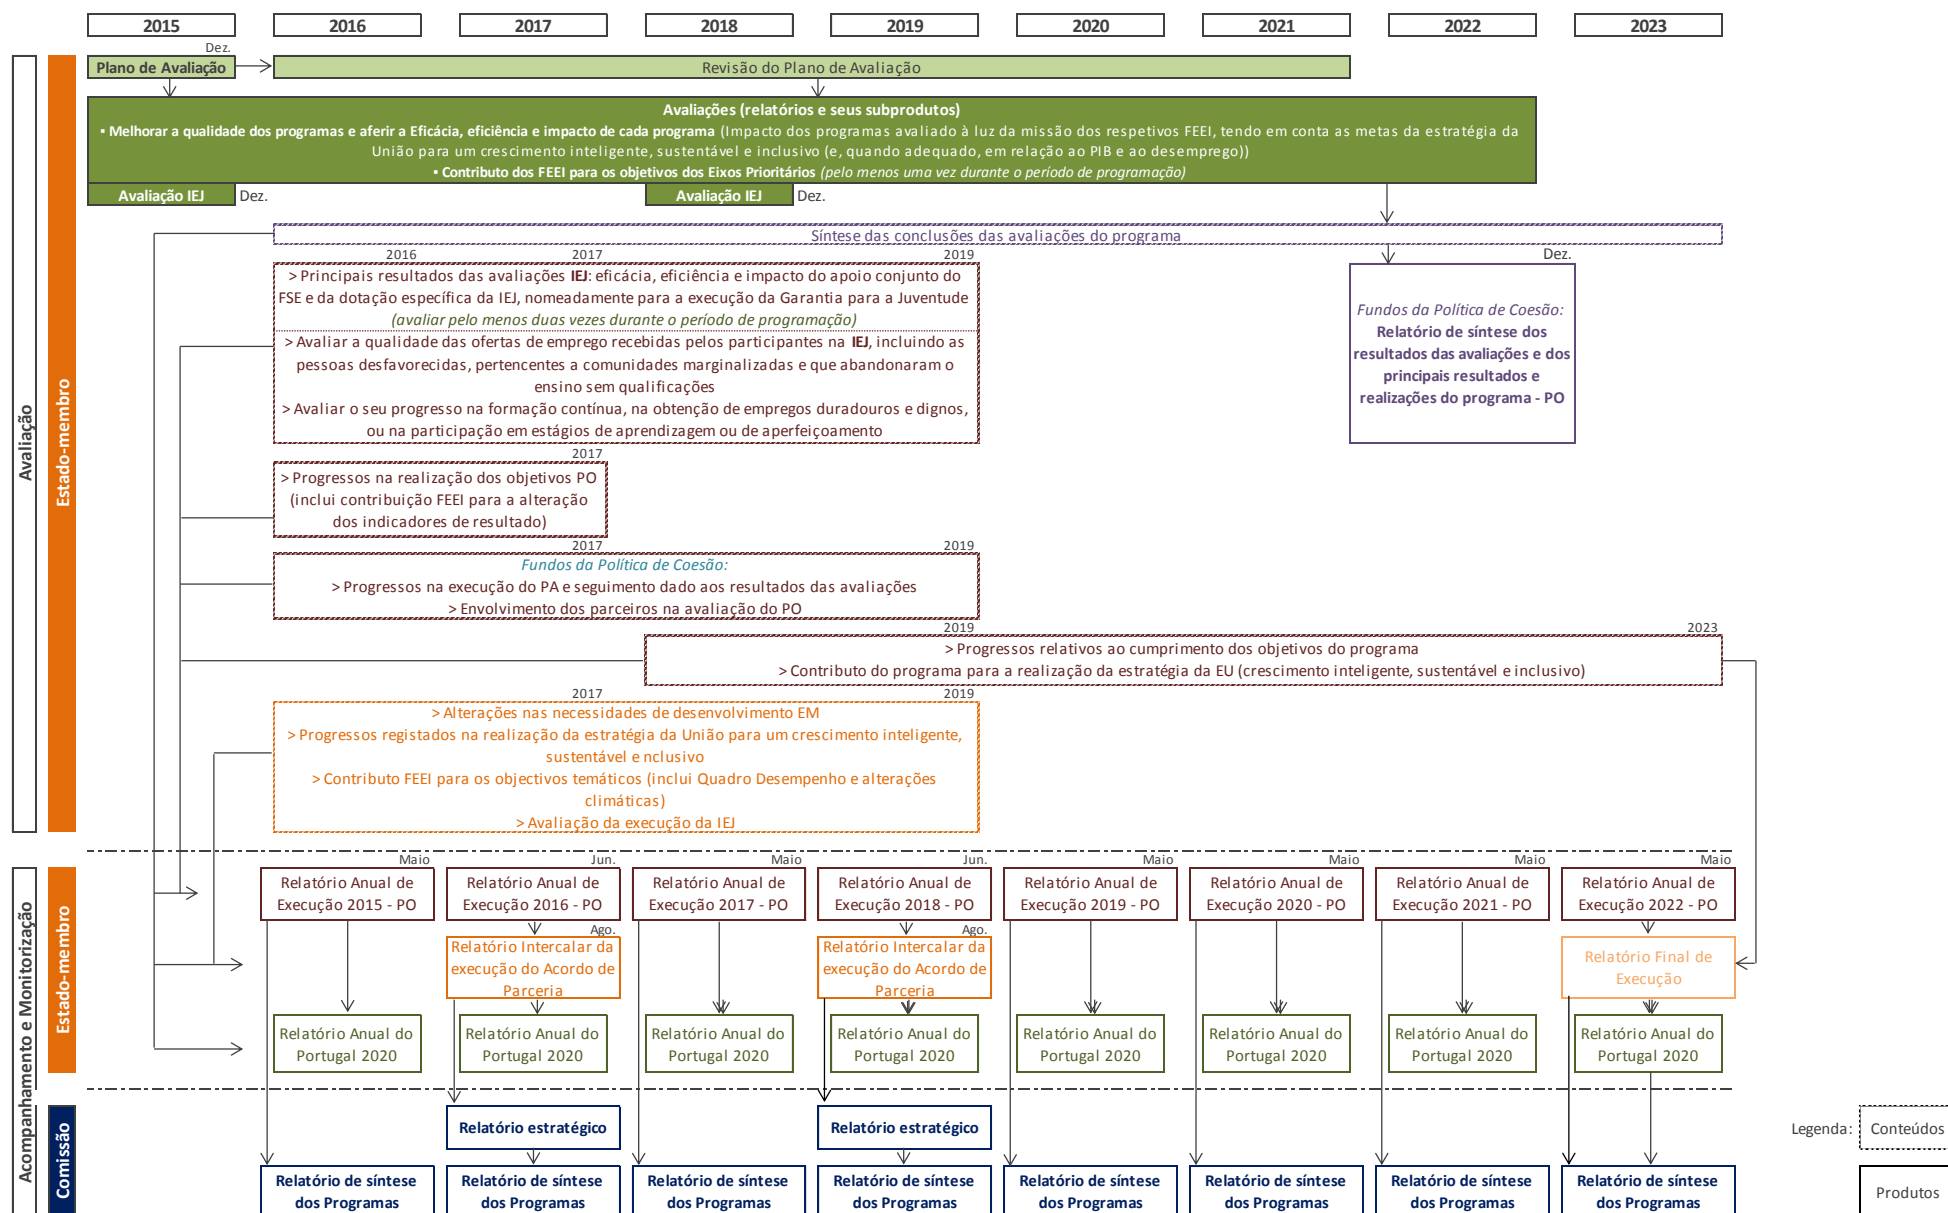 2015
2016
2017
2018
2019
2020
2021
2022
2023
Avaliação
Estado-membro
Dez.
Plano de Avaliação
Revisão do Plano de Avaliação
Avaliações (relatórios e seus subprodutos)
▪ Melhorar a qualidade dos programas e aferir a Eficácia, eficiência e impacto de cada programa (Impacto dos programas avaliado à luz da missão dos respetivos FEEI, tendo em conta as metas da estratégia da
União para um crescimento inteligente, sustentável e inclusivo (e, quando adequado, em relação ao PIB e ao desemprego))
▪ Contributo dos FEEI para os objetivos dos Eixos Prioritários (pelo menos uma vez durante o período de programação)
Avaliação IEJ
Dez.
Avaliação IEJ
Dez.
Síntese das conclusões das avaliações do programa
2016
2017
2019
> Principais resultados das avaliações IEJ: eficácia, eficiência e impacto do apoio conjunto do
FSE e da dotação específica da IEJ, nomeadamente para a execução da Garantia para a Juventude
(avaliar pelo menos duas vezes durante o período de programação)
> Avaliar a qualidade das ofertas de emprego recebidas pelos participantes na IEJ, incluindo as
pessoas desfavorecidas, pertencentes a comunidades marginalizadas e que abandonaram o
ensino sem qualificações
> Avaliar o seu progresso na formação contínua, na obtenção de empregos duradouros e dignos,
ou na participação em estágios de aprendizagem ou de aperfeiçoamento
Dez.
Fundos da Política de Coesão:
Relatório de síntese dos
resultados das avaliações e dos
principais resultados e
realizações do programa - PO
2017
> Progressos na realização dos objetivos PO
(inclui contribuição FEEI para a alteração
dos indicadores de resultado)
2017
2019
Fundos da Política de Coesão:
> Progressos na execução do PA e seguimento dado aos resultados das avaliações
> Envolvimento dos parceiros na avaliação do PO
2019
2023
> Progressos relativos ao cumprimento dos objetivos do programa
> Contributo do programa para a realização da estratégia da EU (crescimento inteligente, sustentável e inclusivo)
2017
2019
> Alterações nas necessidades de desenvolvimento EM
> Progressos registados na realização da estratégia da União para um crescimento inteligente,
sustentável e nclusivo
> Contributo FEEI para os objectivos temáticos (inclui Quadro Desempenho e alterações
climáticas)
> Avaliação da execução da IEJ
Acompanhamento e Monitorização
Estado-membro
Maio
Jun.
Maio
Jun.
Maio
Maio
Maio
Maio
Relatório Anual de
Execução 2015 - PO
Relatório Anual de
Execução 2016 - PO
Relatório Anual de
Execução 2017 - PO
Relatório Anual de
Execução 2018 - PO
Relatório Anual de
Execução 2019 - PO
Relatório Anual de
Execução 2020 - PO
Relatório Anual de
Execução 2021 - PO
Relatório Anual de
Execução 2022 - PO
Ago.
Relatório Intercalar da
execução do Acordo de
Parceria
Ago.
Relatório Intercalar da
execução do Acordo de
Parceria
Relatório Final de
Execução
Relatório Anual do
Portugal 2020
Relatório Anual do
Portugal 2020
Relatório Anual do
Portugal 2020
Relatório Anual do
Portugal 2020
Relatório Anual do
Portugal 2020
Relatório Anual do
Portugal 2020
Relatório Anual do
Portugal 2020
Relatório Anual do
Portugal 2020
Comissão
Relatório estratégico
Relatório estratégico
Relatório de síntese
dos Programas
Relatório de síntese
dos Programas
Relatório de síntese
dos Programas
Relatório de síntese
dos Programas
Relatório de síntese
dos Programas
Relatório de síntese
dos Programas
Relatório de síntese
dos Programas
Relatório de síntese
dos Programas
Legenda:
Conteúdos
Produtos